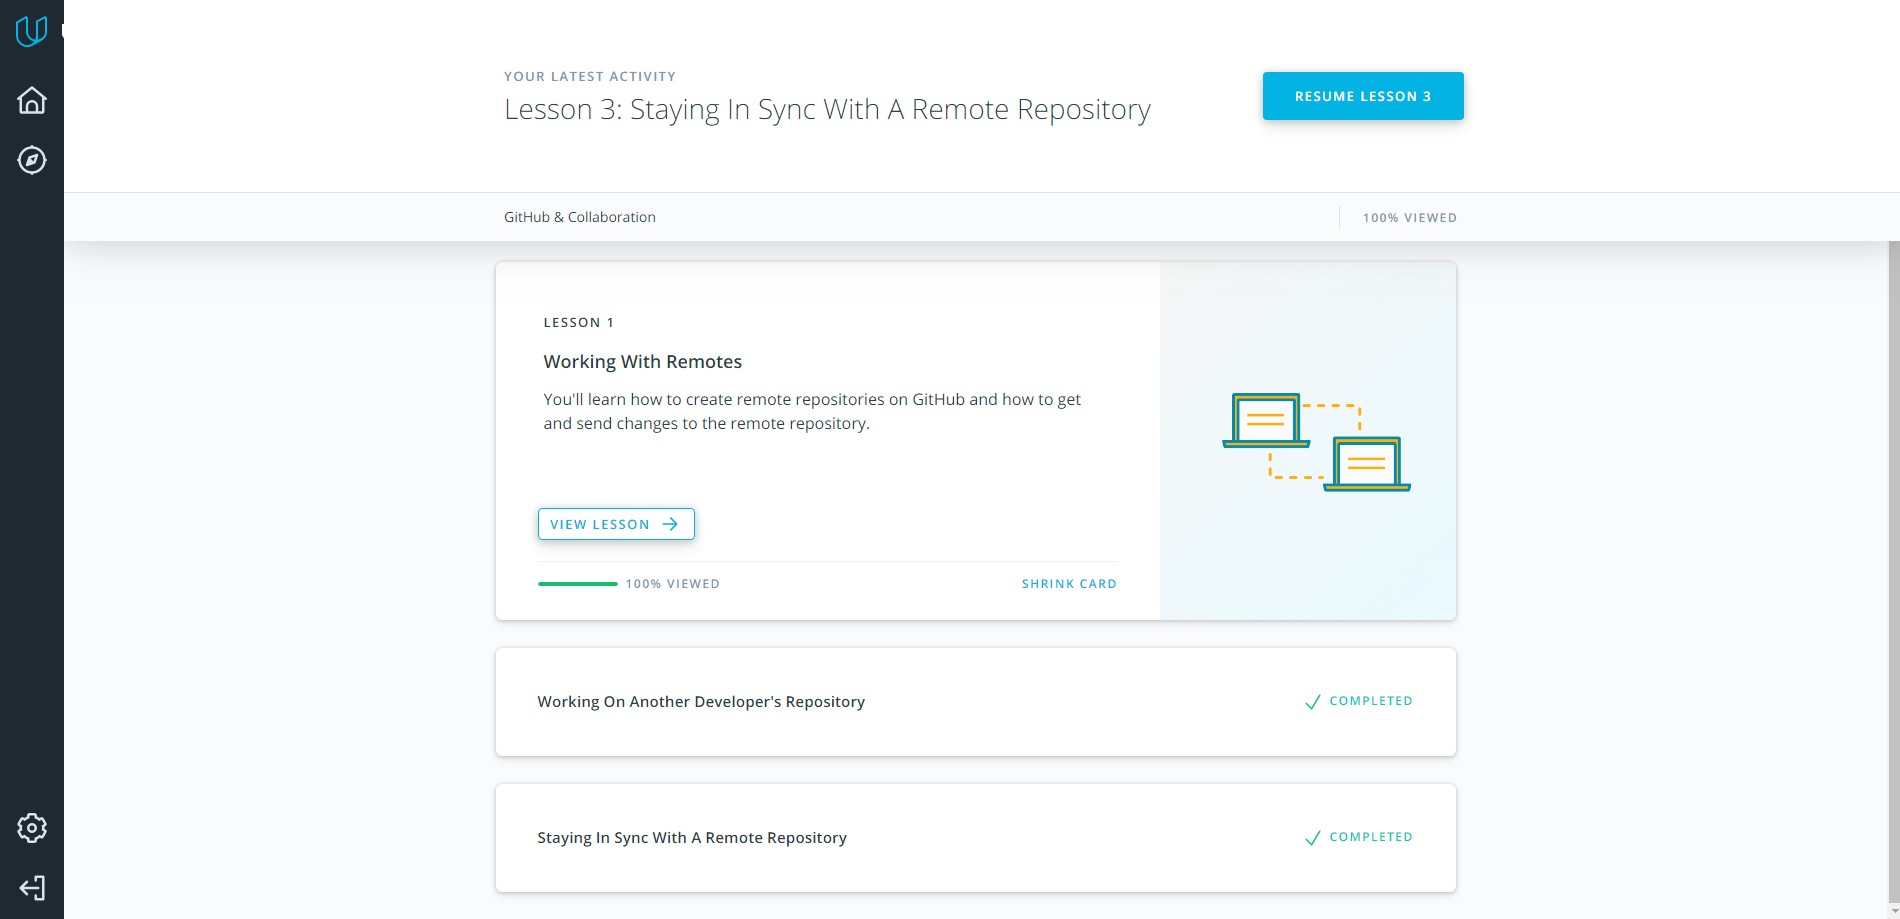 YOUR LATEST ACTIVITY
Lesson 3: Staying In Sync With A Remote Repository
RESUME LESSON 3
GitHub & Collaboration
100% VIEWED
LESSON 1
Working With Remotes
You'll learn how to create remote repositories on GitHub and how to get
and send changes to the remote repository.
VIEW LESSON
100% VIEWED
SHRINK CARD
Working On Another Developer's Repository
COMPLETED
Staying In Sync With A Remote Repository
COMPLETED